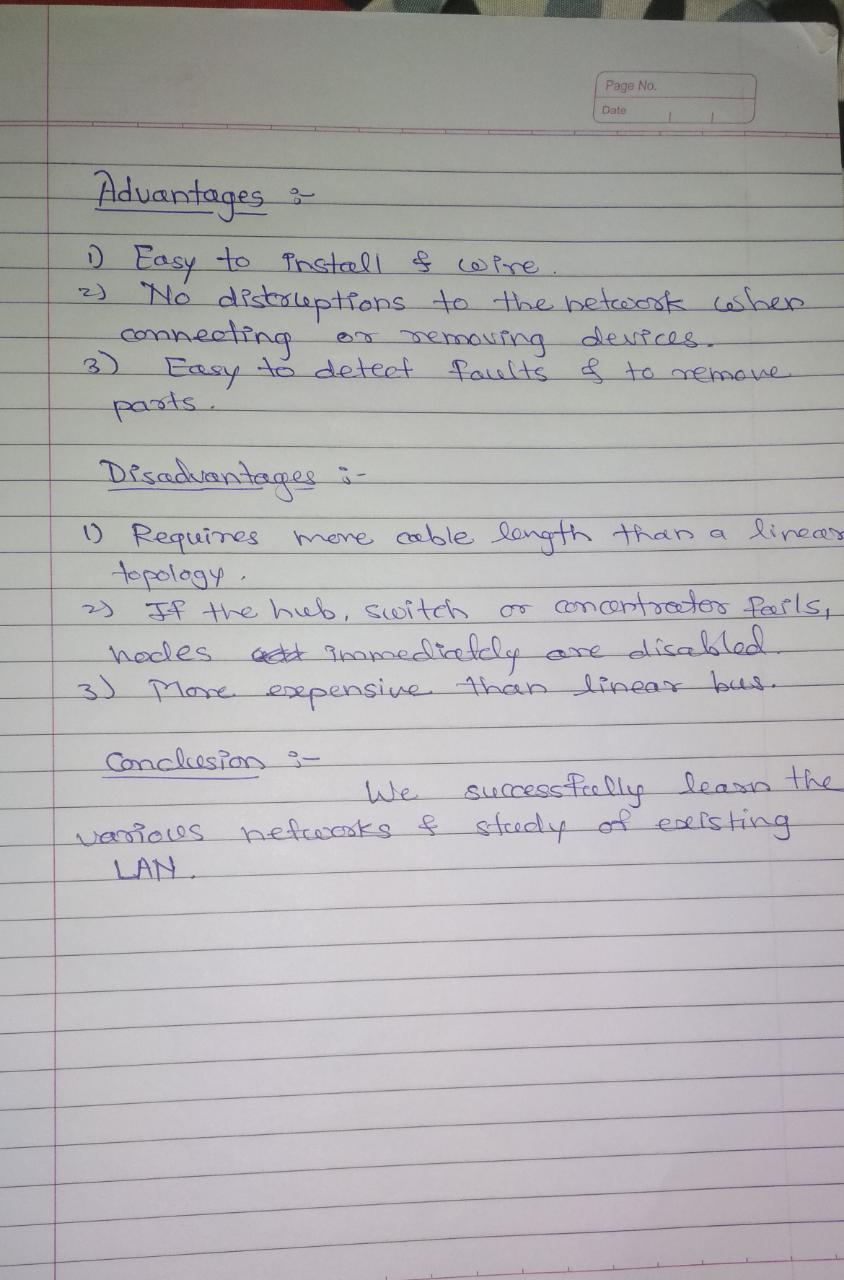 Page No.
Date
Advantages :-
1) Easy to install & wire.
2) No distruptions to the network when
connecting or removing devices.
3) Easy to detect faults & to remove
parts.
Disadvantages :-
1) Requires more cable length than a linear
topology.
2) If the hub, switch or concentrator fails,
nodes immediately are disabled.
3) More expensive than linear bus.
Conclusion :-
We successfully learn the
various networks & study of existing
LAN.